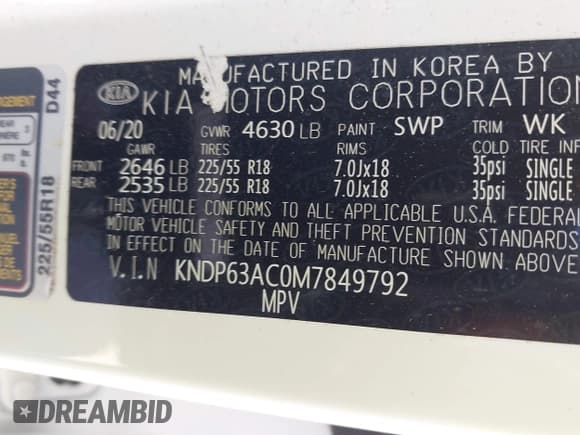 MANUFACTURED IN KOREA BY
KIA KIA MOTORS CORPORATION
06/20 GVWR 4630 LB PAINT SWP TRIM WK
GAWR TIRES RIMS COLD TIRE INF
FRONT 2646 LB 225/55 R18 7.0Jx18 35psi SINGLE
REAR 2535 LB 225/55 R18 7.0Jx18 35psi SINGLE
THIS VEHICLE CONFORMS TO ALL APPLICABLE U.S.A. FEDERAL
MOTOR VEHICLE SAFETY AND THEFT PREVENTION STANDARDS
IN EFFECT ON THE DATE OF MANUFACTURE SHOWN ABOVE
V.I.N KNDP63AC0M7849792
MPV
225/55R18 D44
DREAMBID